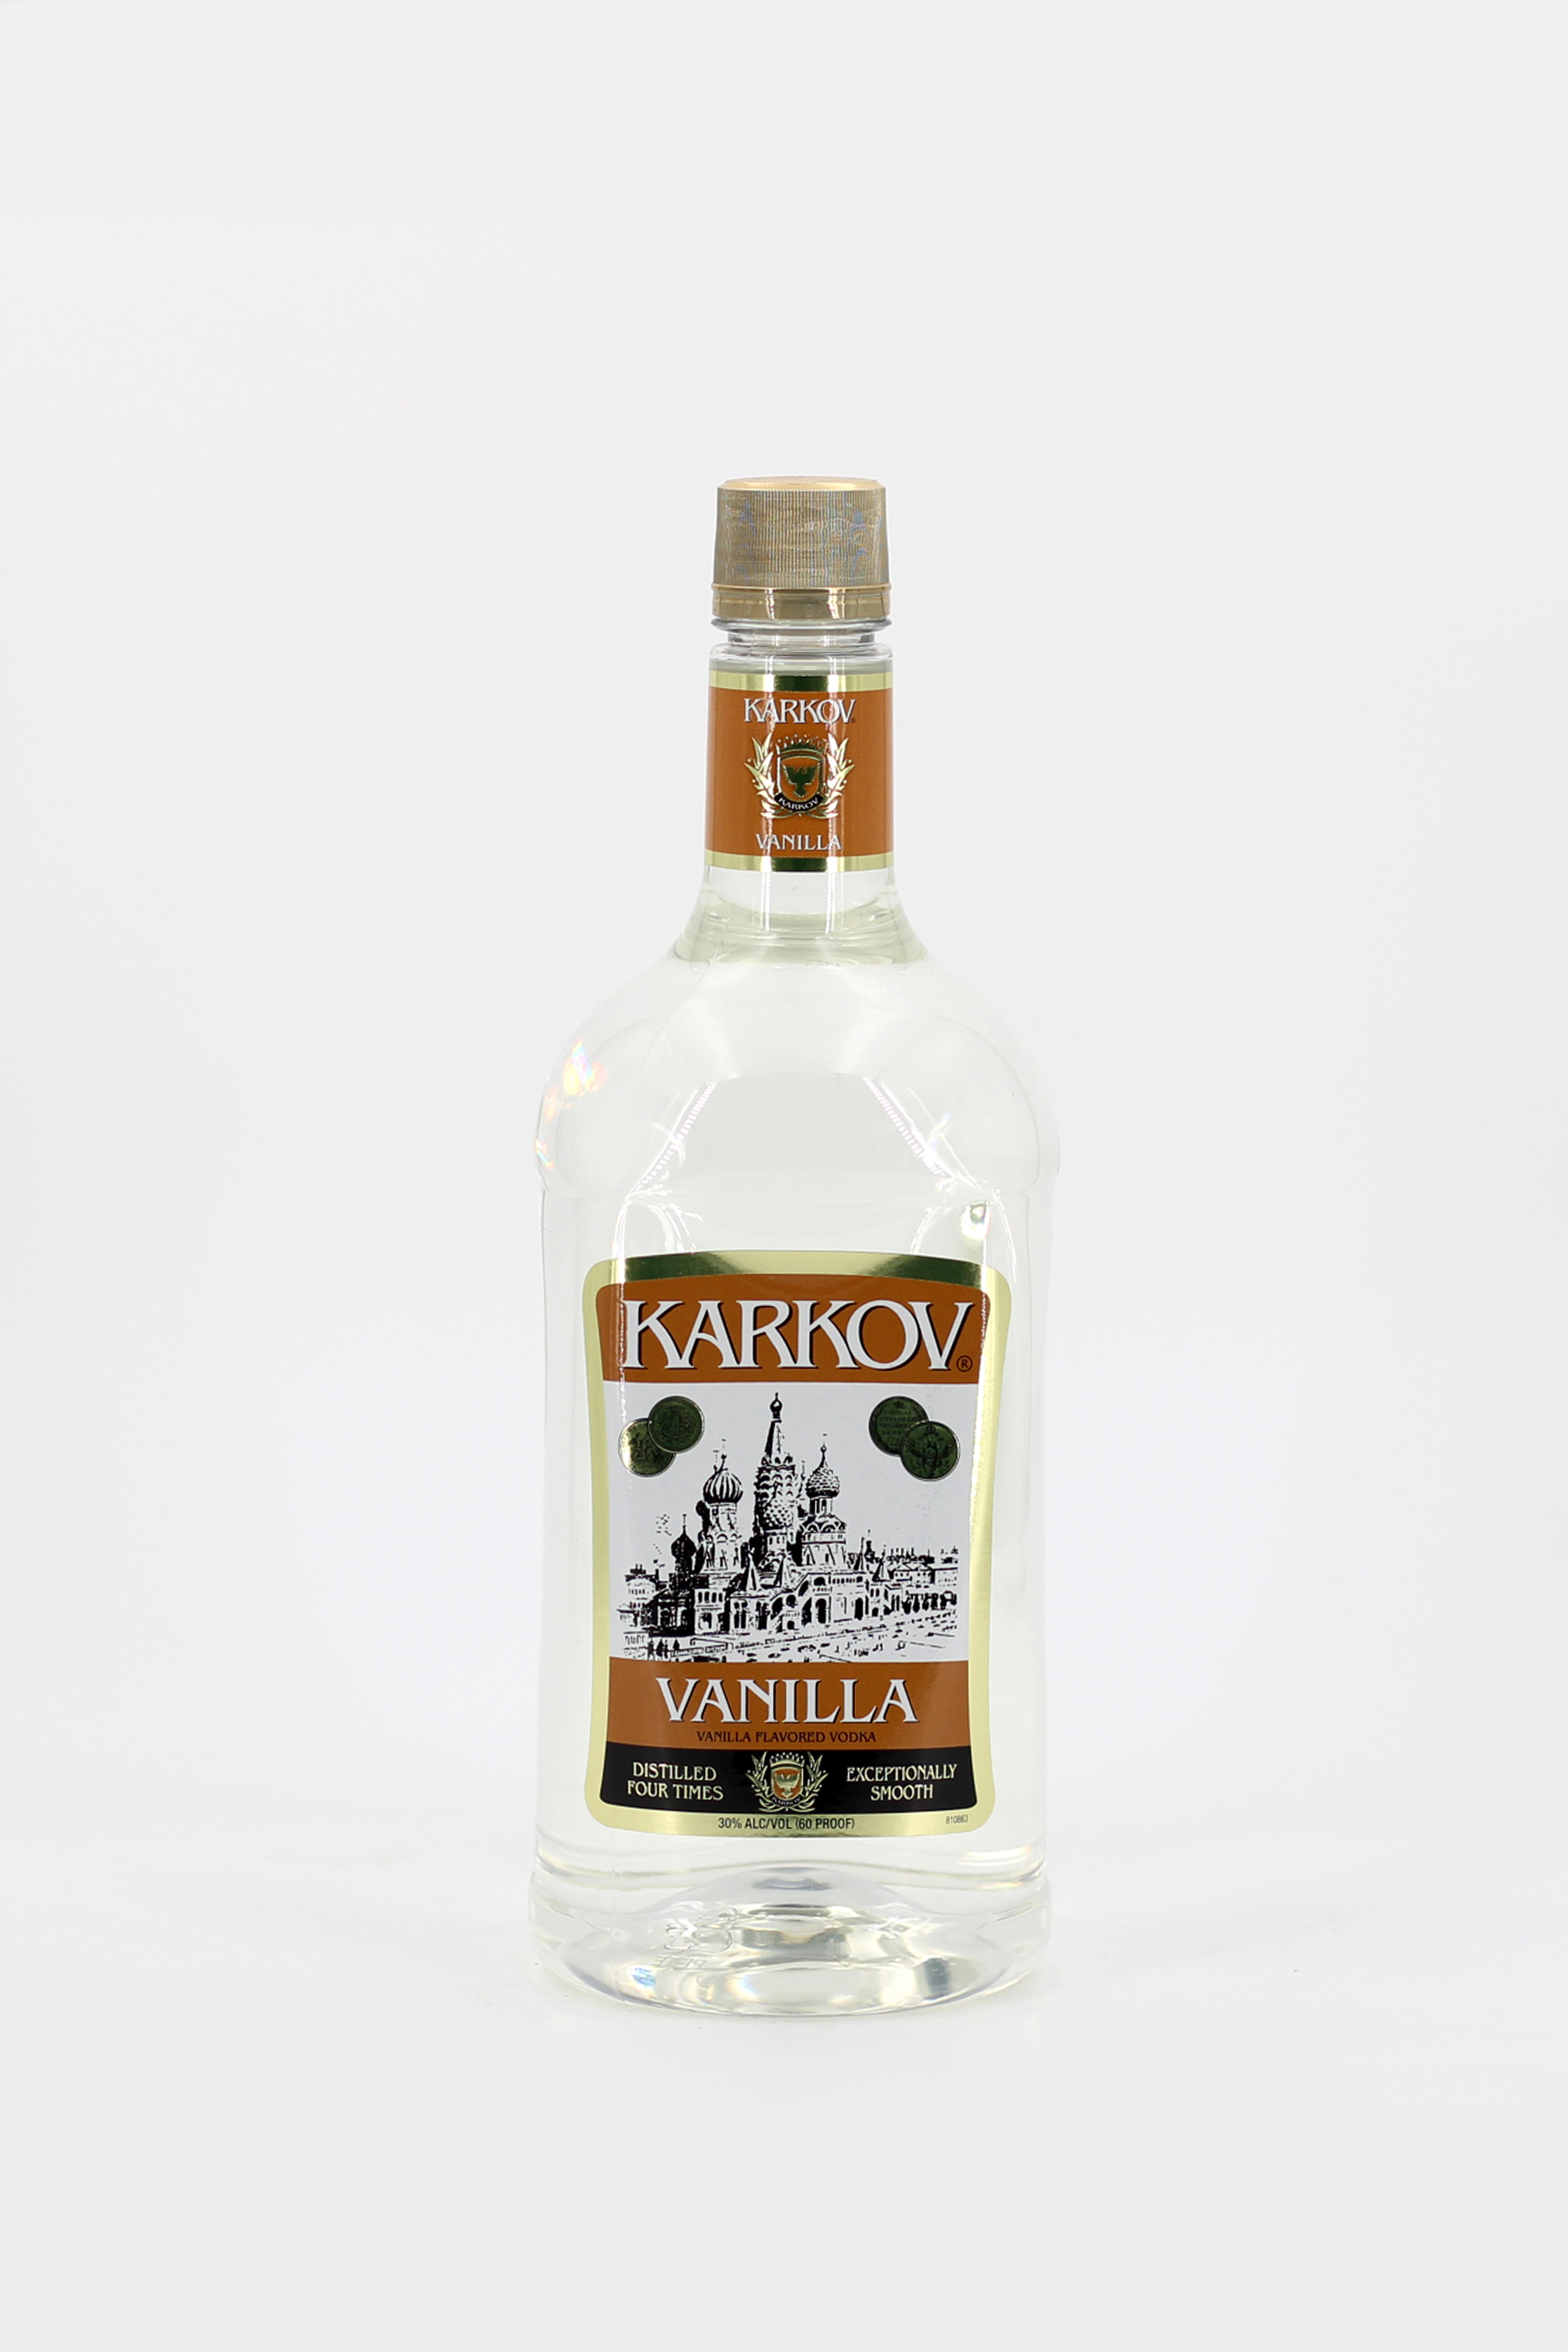 KARKOV
KARKOV
VANILLA
KARKOV®
VANILLA
VANILLA FLAVORED VODKA
DISTILLED
FOUR TIMES
EXCEPTIONALLY
SMOOTH
KARKOV
30% ALC/VOL (60 PROOF)
810863